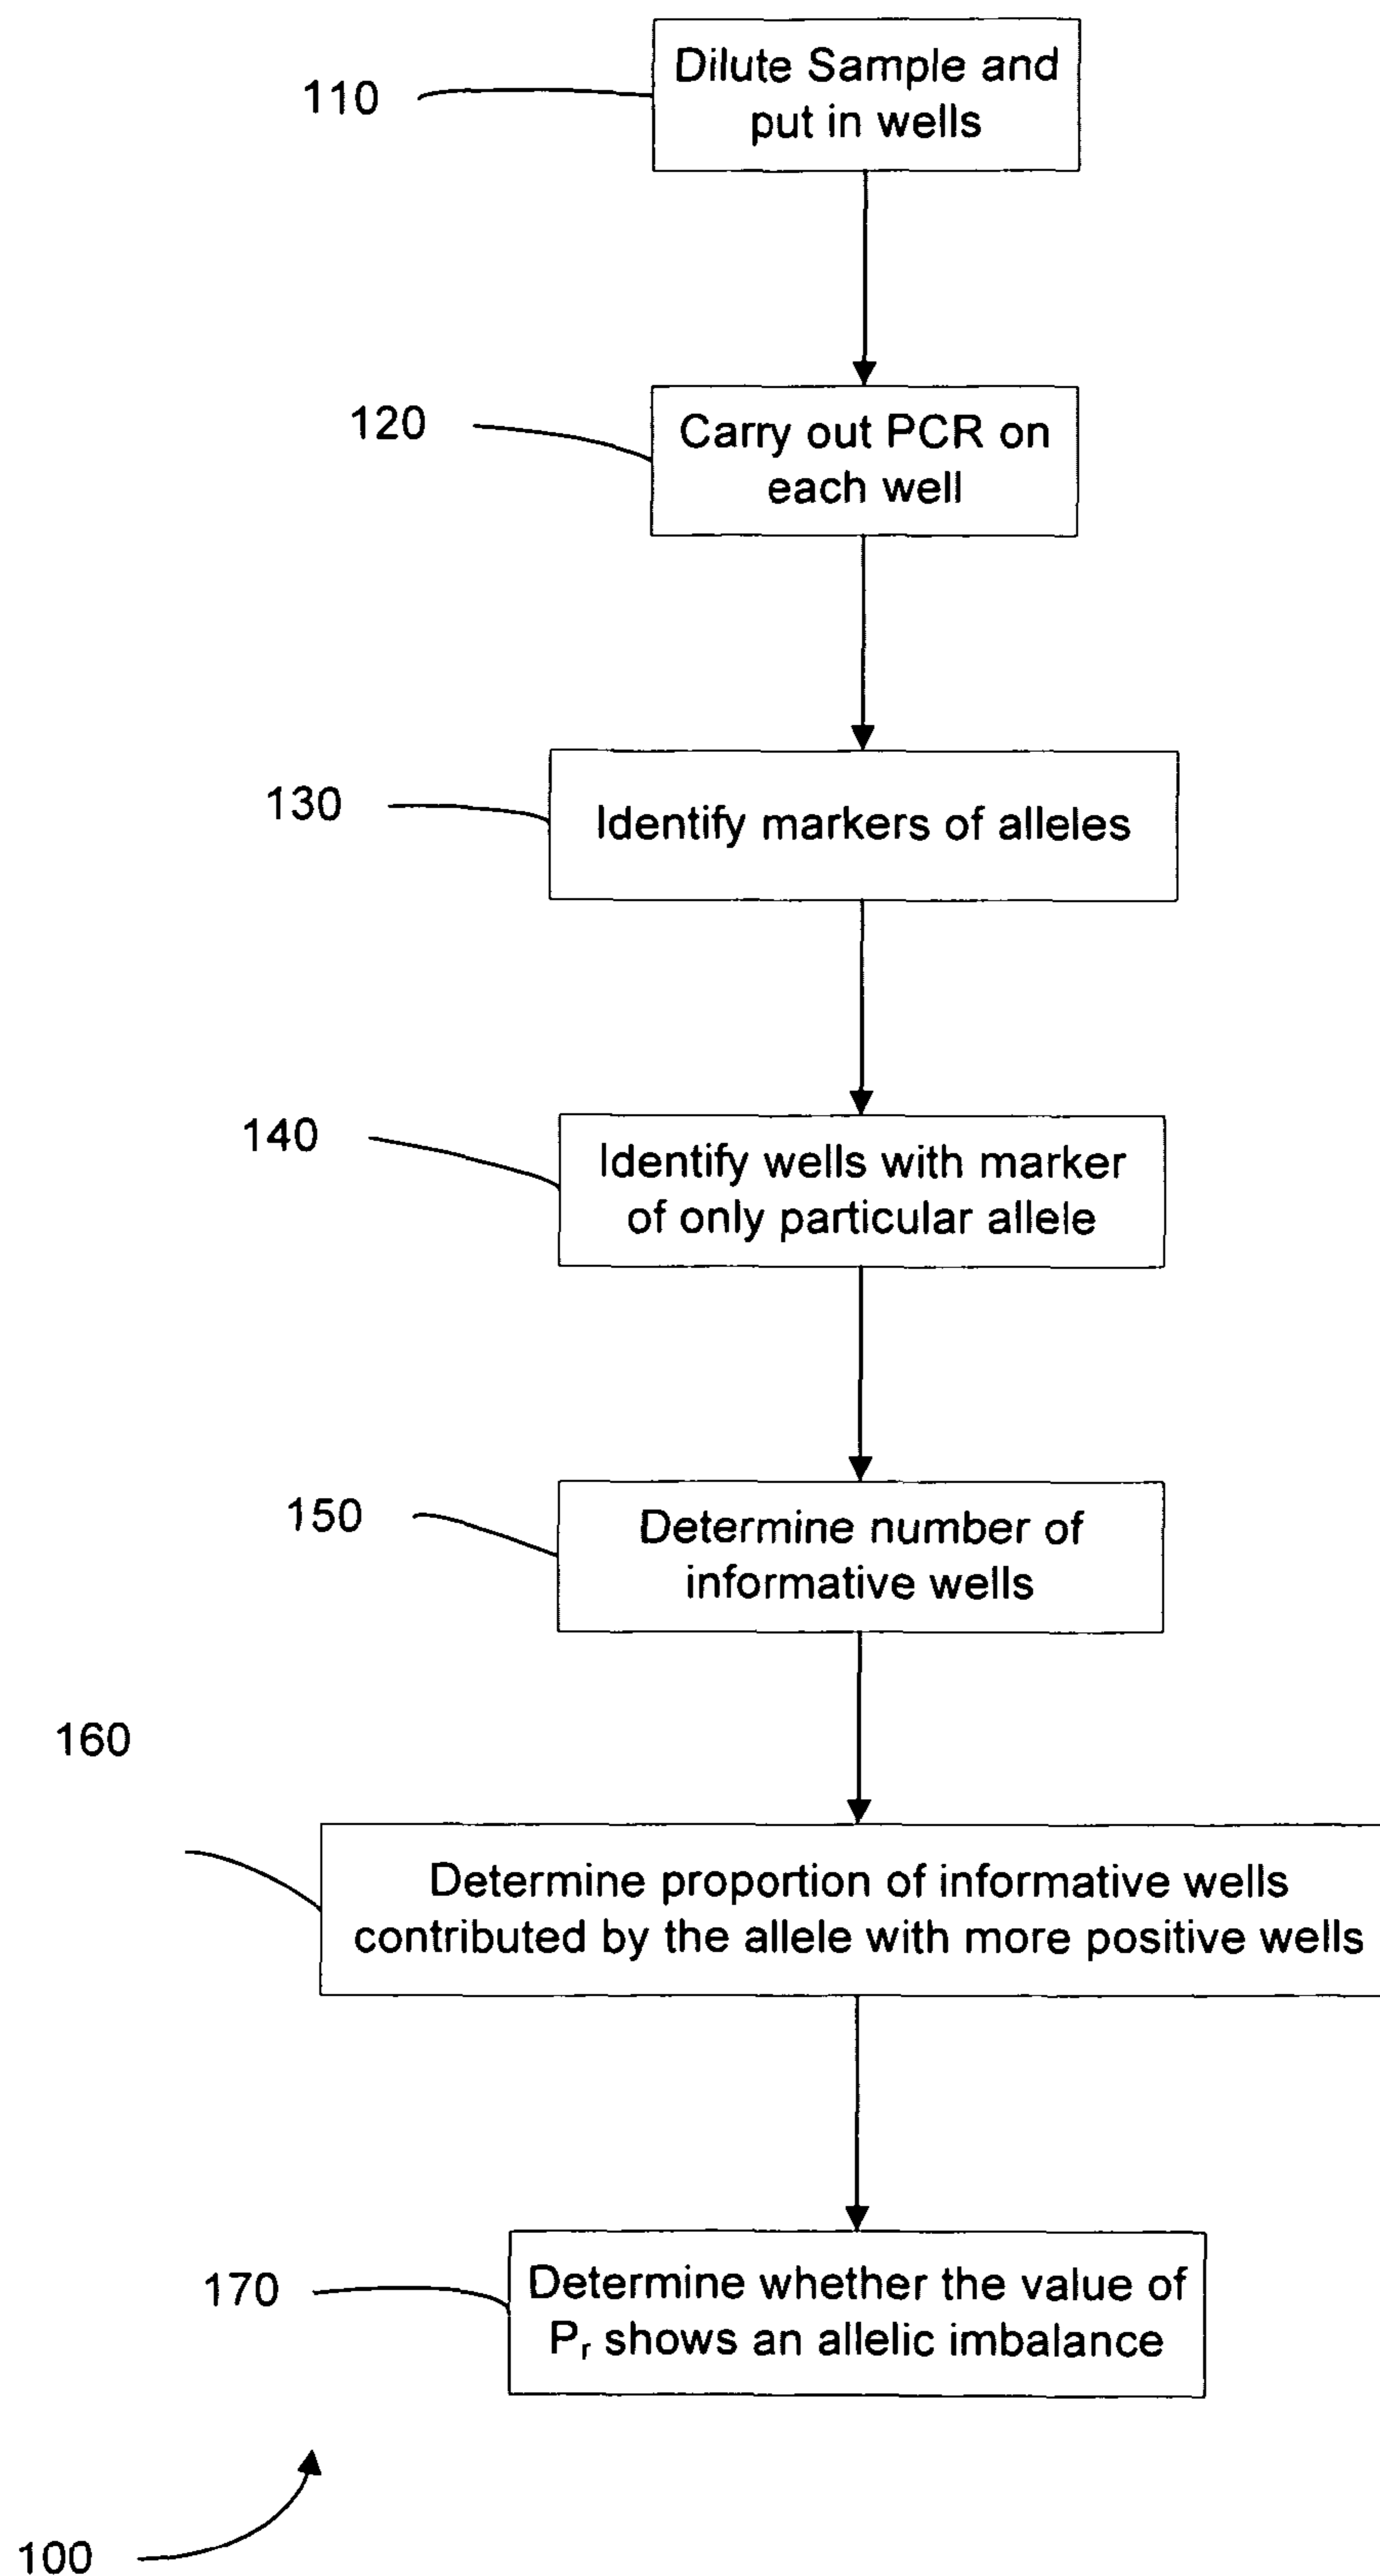 110
Dilute Sample and
put in wells
120
Carry out PCR on
each well
130
Identify markers of alleles
140
Identify wells with marker
of only particular allele
150
Determine number of
informative wells
160
Determine proportion of informative wells
contributed by the allele with more positive wells
170
Determine whether the value of
Pr shows an allelic imbalance
100